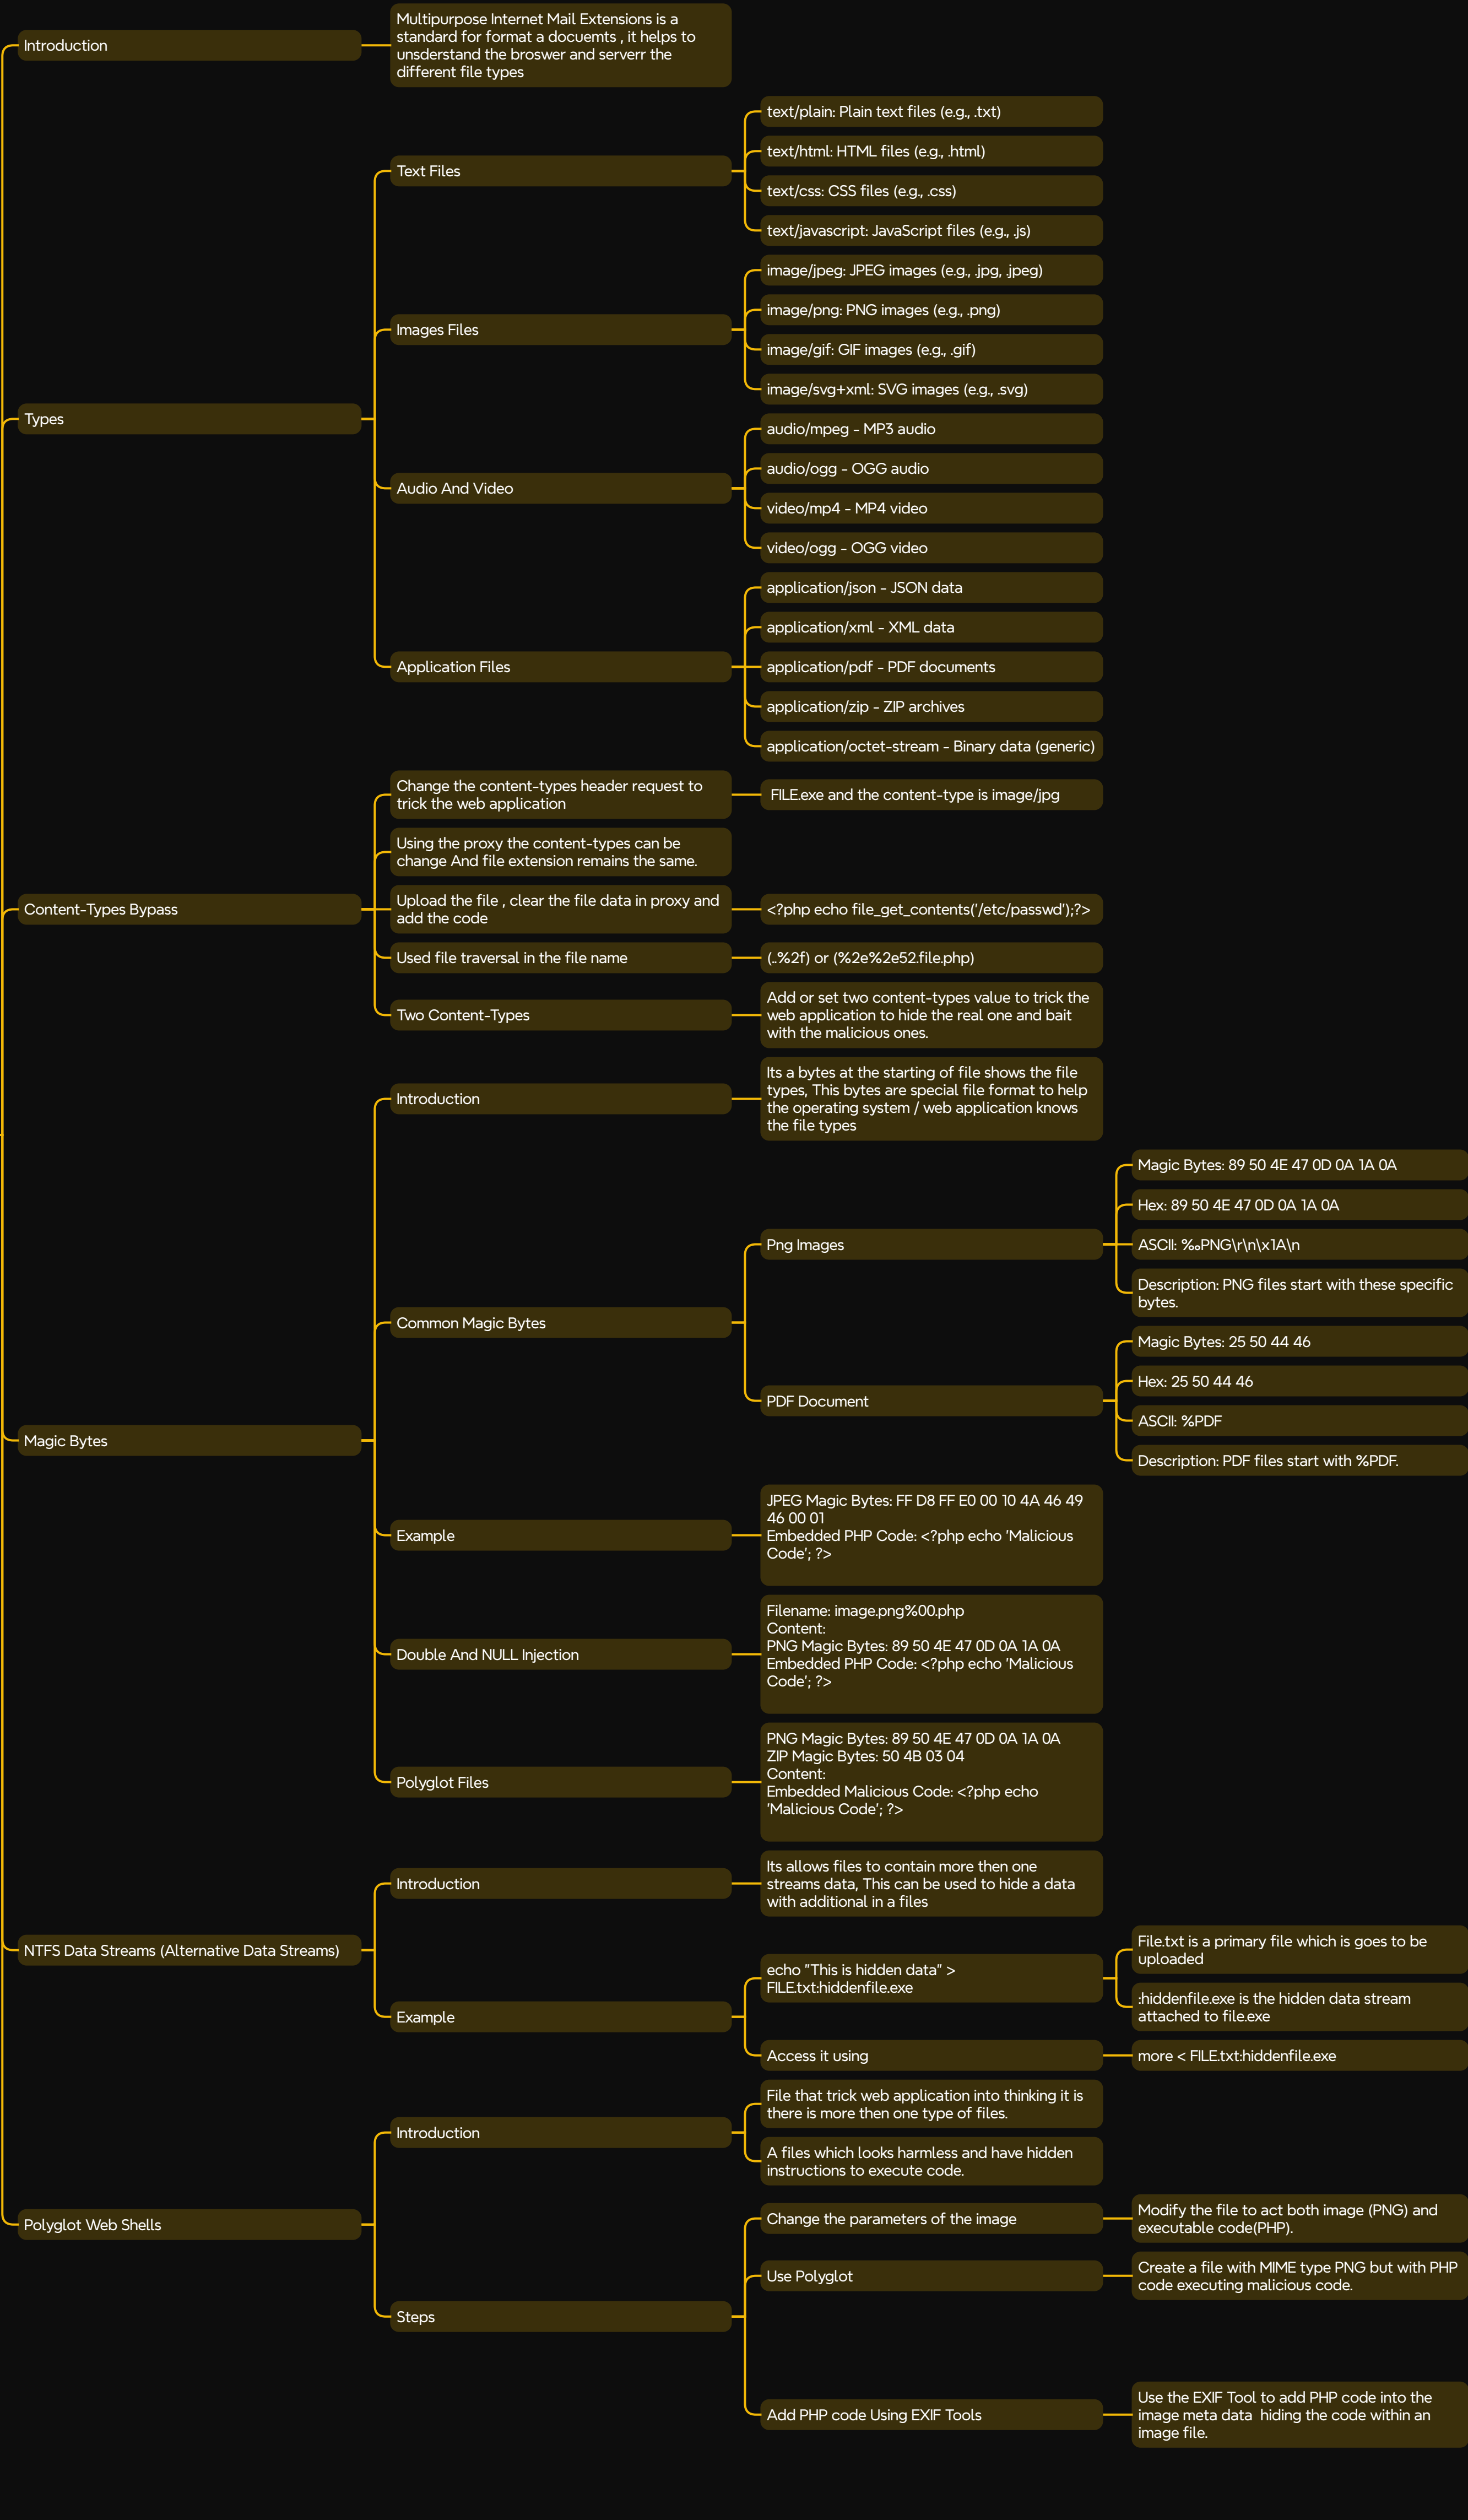 Introduction
Multipurpose Internet Mail Extensions is a
standard for format a docuemts , it helps to
unsderstand the broswer and serverr the
different file types
Types
Text Files
text/plain: Plain text files (e.g., .txt)
text/html: HTML files (e.g., .html)
text/css: CSS files (e.g., .css)
text/javascript: JavaScript files (e.g., .js)
Images Files
image/jpeg: JPEG images (e.g., .jpg, .jpeg)
image/png: PNG images (e.g., .png)
image/gif: GIF images (e.g., .gif)
image/svg+xml: SVG images (e.g., .svg)
Audio And Video
audio/mpeg - MP3 audio
audio/ogg - OGG audio
video/mp4 - MP4 video
video/ogg - OGG video
Application Files
application/json - JSON data
application/xml - XML data
application/pdf - PDF documents
application/zip - ZIP archives
application/octet-stream - Binary data (generic)
Content-Types Bypass
Change the content-types header request to
trick the web application
FILE.exe and the content-type is image/jpg
Using the proxy the content-types can be
change And file extension remains the same.
Upload the file , clear the file data in proxy and
add the code
<?php echo file_get_contents('/etc/passwd');?>
Used file traversal in the file name
(..%2f) or (%2e%2e52.file.php)
Two Content-Types
Add or set two content-types value to trick the
web application to hide the real one and bait
with the malicious ones.
Magic Bytes
Introduction
Its a bytes at the starting of file shows the file
types, This bytes are special file format to help
the operating system / web application knows
the file types
Common Magic Bytes
Png Images
Magic Bytes: 89 50 4E 47 0D 0A 1A 0A
Hex: 89 50 4E 47 0D 0A 1A 0A
ASCII: ‰PNG\r\n\x1A\n
Description: PNG files start with these specific
bytes.
PDF Document
Magic Bytes: 25 50 44 46
Hex: 25 50 44 46
ASCII: %PDF
Description: PDF files start with %PDF.
Example
JPEG Magic Bytes: FF D8 FF E0 00 10 4A 46 49
46 00 01
Embedded PHP Code: <?php echo 'Malicious
Code'; ?>
Double And NULL Injection
Filename: image.png%00.php
Content:
PNG Magic Bytes: 89 50 4E 47 0D 0A 1A 0A
Embedded PHP Code: <?php echo 'Malicious
Code'; ?>
Polyglot Files
PNG Magic Bytes: 89 50 4E 47 0D 0A 1A 0A
ZIP Magic Bytes: 50 4B 03 04
Content:
Embedded Malicious Code: <?php echo
'Malicious Code'; ?>
NTFS Data Streams (Alternative Data Streams)
Introduction
Its allows files to contain more then one
streams data, This can be used to hide a data
with additional in a files
Example
echo "This is hidden data" >
FILE.txt:hiddenfile.exe
File.txt is a primary file which is goes to be
uploaded
:hiddenfile.exe is the hidden data stream
attached to file.exe
Access it using
more < FILE.txt:hiddenfile.exe
Polyglot Web Shells
Introduction
File that trick web application into thinking it is
there is more then one type of files.
A files which looks harmless and have hidden
instructions to execute code.
Steps
Change the parameters of the image
Modify the file to act both image (PNG) and
executable code(PHP).
Use Polyglot
Create a file with MIME type PNG but with PHP
code executing malicious code.
Add PHP code Using EXIF Tools
Use the EXIF Tool to add PHP code into the
image meta data  hiding the code within an
image file.